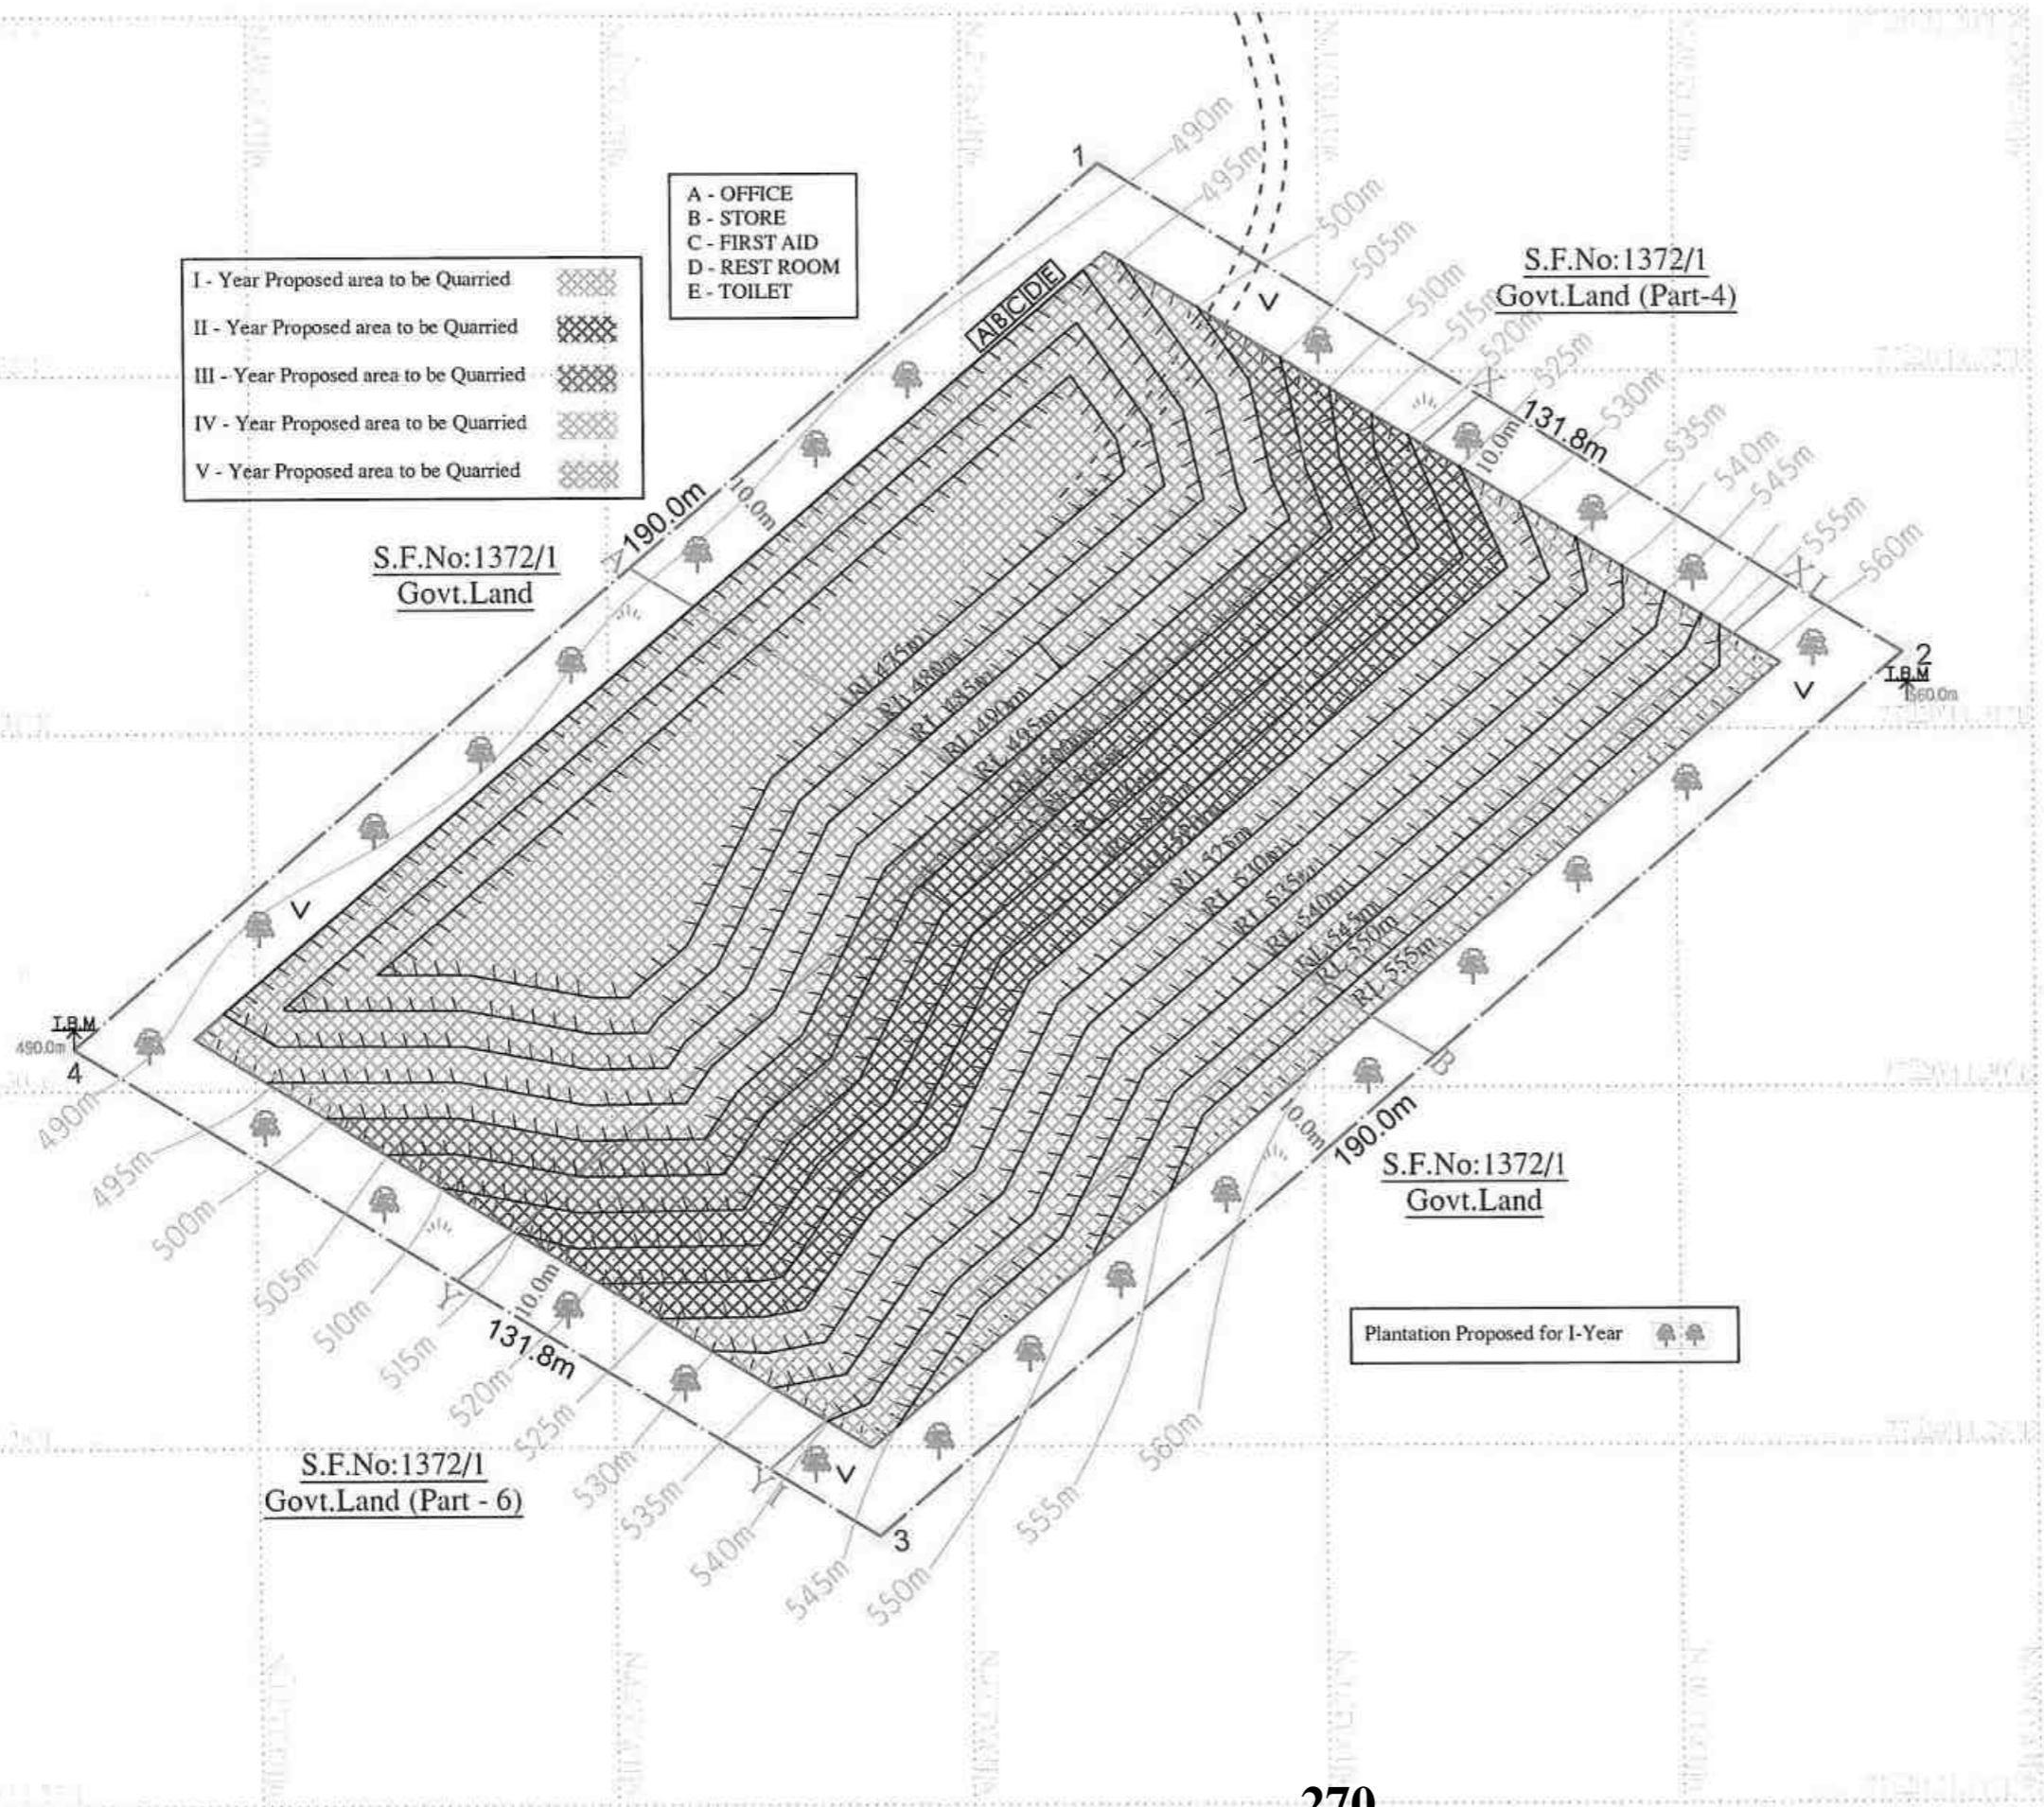 A - OFFICE
B - STORE
C - FIRST AID
D - REST ROOM
E - TOILET
I - Year Proposed area to be Quarried
II - Year Proposed area to be Quarried
III - Year Proposed area to be Quarried
IV - Year Proposed area to be Quarried
V - Year Proposed area to be Quarried
1
490m
495m
500m
505m
510m
515m
520m
525m
530m
535m
540m
545m
555m
560m
S.F.No:1372/1
Govt.Land (Part-4)
A B C D E
V
X
131.8m
10.0m
X1
2
T.B.M
560.0m
V
190.0m
10.0m
A
S.F.No:1372/1
Govt.Land
RL 475m
RL 480m
RL 485m
RL 490m
RL 495m
RL 525m
RL 530m
RL 535m
RL 540m
RL 545m
RL 550m
RL 555m
V
T.B.M
490.0m
4
B
10.0m
190.0m
S.F.No:1372/1
Govt.Land
490m
495m
500m
505m
510m
515m
520m
525m
530m
535m
540m
545m
550m
555m
560m
Y
10.0m
131.8m
Y1
V
3
S.F.No:1372/1
Govt.Land (Part - 6)
Plantation Proposed for I-Year
270